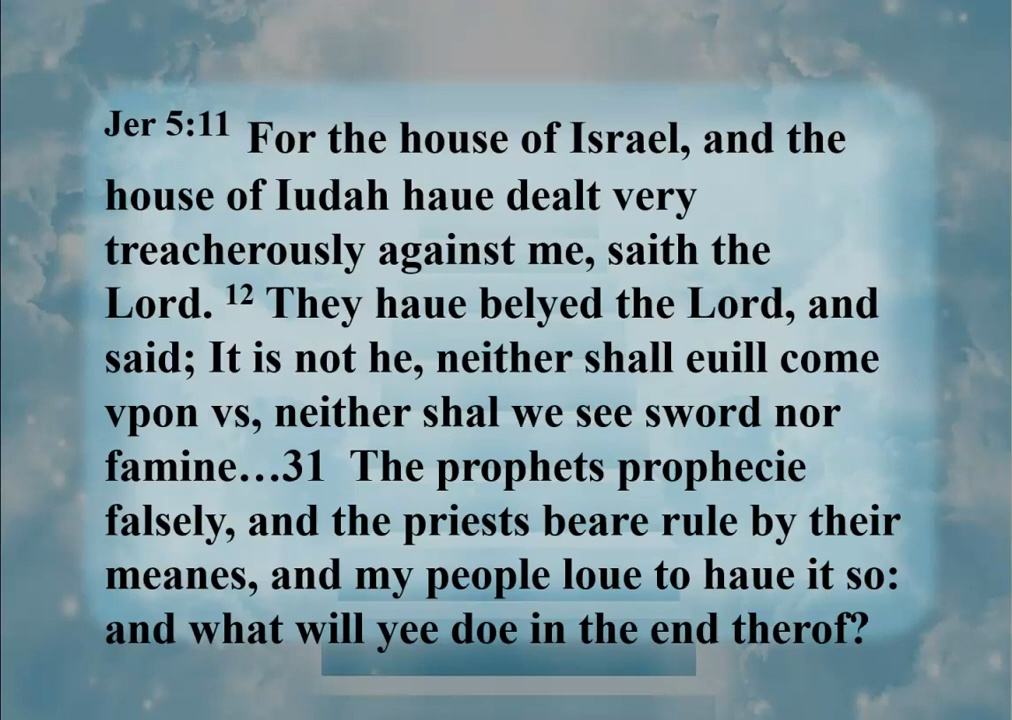 Jer 5:11 For the house of Israel, and the
house of Iudah haue dealt very
treacherously against me, saith the
Lord. 12 They haue belyed the Lord, and
said; It is not he, neither shall euill come
vpon vs, neither shal we see sword nor
famine…31 The prophets prophecie
falsely, and the priests beare rule by their
meanes, and my people loue to haue it so:
and what will yee doe in the end therof?